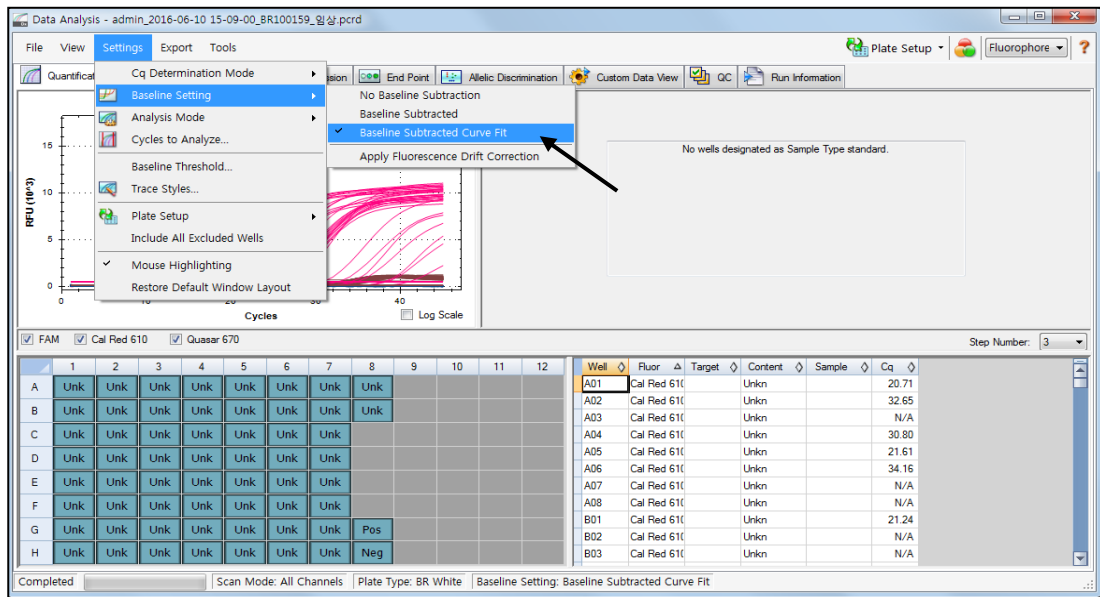 Data Analysis - admin_2016-06-10 15-09-00_BR100159_임상.pcrd
File View Settings Export Tools
Plate Setup
Fluorophore
?
Quantificat
ssion
End Point
Allelic Discrimination
Custom Data View
QC
Run Information
Cq Determination Mode
Baseline Setting
Analysis Mode
Cycles to Analyze...
Baseline Threshold...
Trace Styles...
Plate Setup
Include All Excluded Wells
Mouse Highlighting
Restore Default Window Layout
No Baseline Subtraction
Baseline Subtracted
Baseline Subtracted Curve Fit
Apply Fluorescence Drift Correction
No wells designated as Sample Type standard.
RFU (10^3)
15
10
5
0
0 10 20 30 40
Cycles
Log Scale
FAM Cal Red 610 Quasar 670
Step Number: 3
1 2 3 4 5 6 7 8 9 10 11 12
A Unk Unk Unk Unk Unk Unk Unk Unk
B Unk Unk Unk Unk Unk Unk Unk Unk
C Unk Unk Unk Unk Unk Unk Unk
D Unk Unk Unk Unk Unk Unk Unk
E Unk Unk Unk Unk Unk Unk Unk
F Unk Unk Unk Unk Unk Unk Unk
G Unk Unk Unk Unk Unk Unk Unk Pos
H Unk Unk Unk Unk Unk Unk Unk Neg
Well Fluor Target Content Sample Cq
A01 Cal Red 610 Unkn 20.71
A02 Cal Red 610 Unkn 32.65
A03 Cal Red 610 Unkn N/A
A04 Cal Red 610 Unkn 30.80
A05 Cal Red 610 Unkn 21.61
A06 Cal Red 610 Unkn 34.16
A07 Cal Red 610 Unkn N/A
A08 Cal Red 610 Unkn N/A
B01 Cal Red 610 Unkn 21.24
B02 Cal Red 610 Unkn N/A
B03 Cal Red 610 Unkn N/A
Completed
Scan Mode: All Channels
Plate Type: BR White
Baseline Setting: Baseline Subtracted Curve Fit